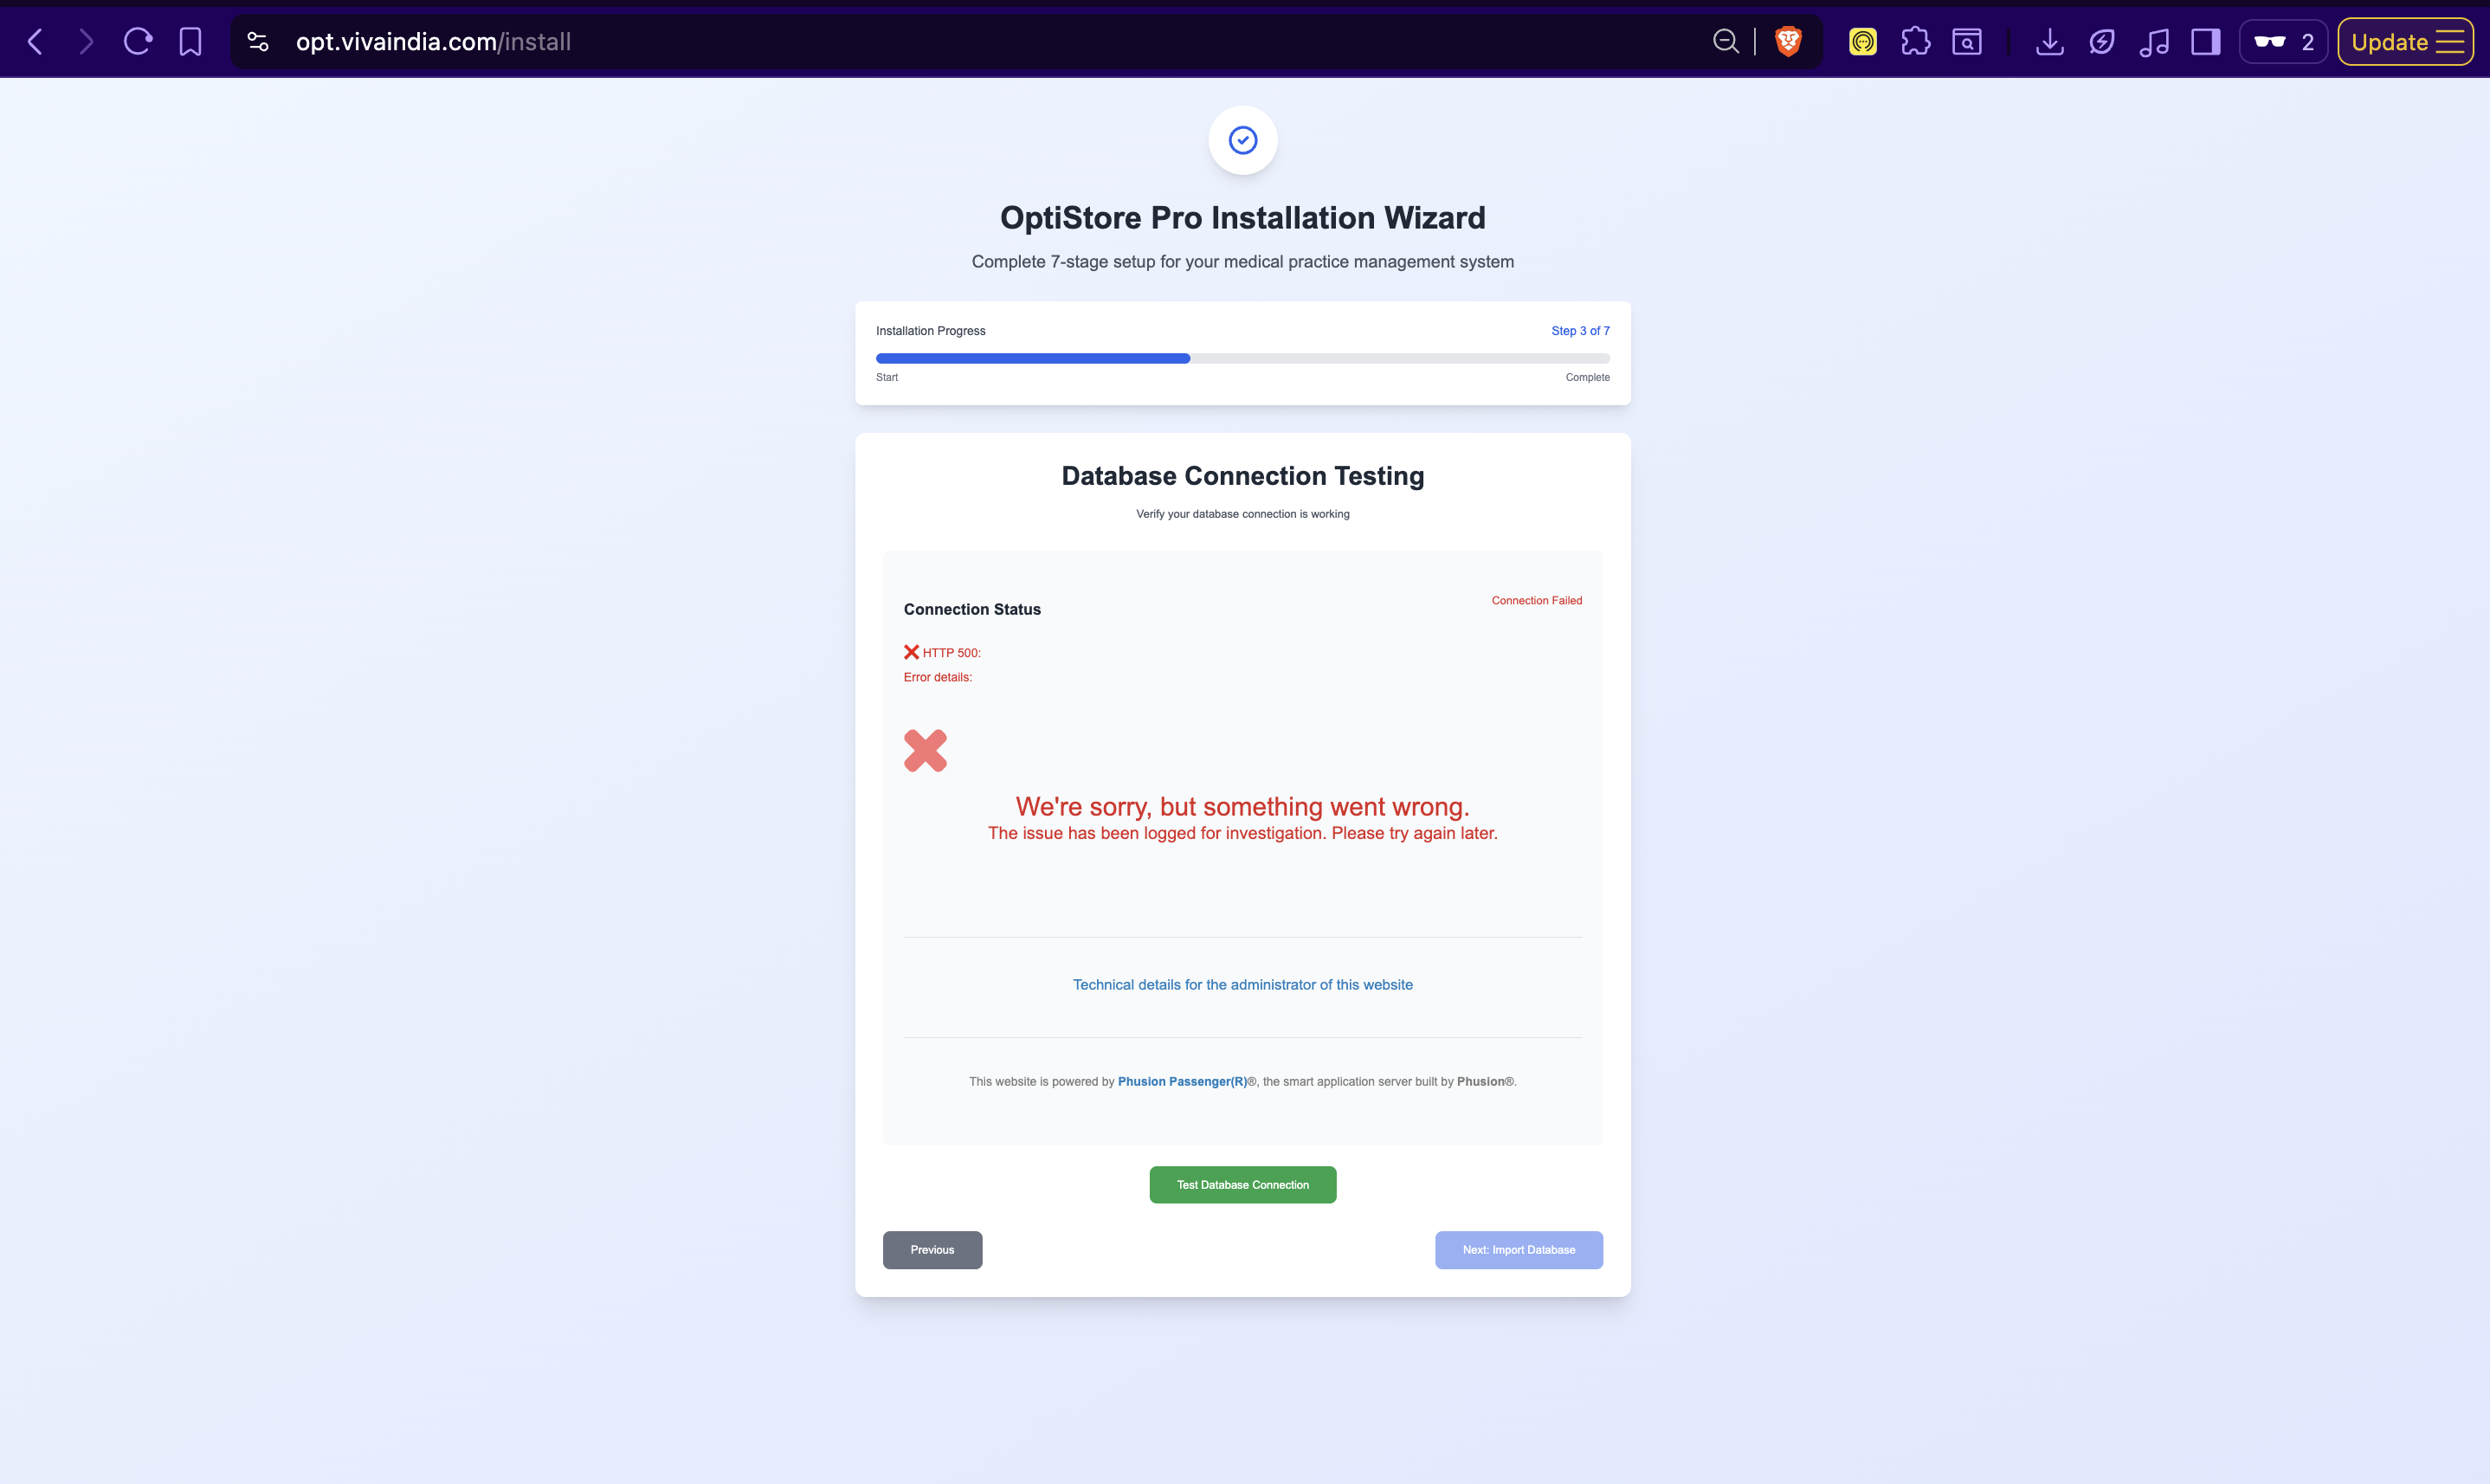 opt.vivaindia.com/install
2
Update
OptiStore Pro Installation Wizard
Complete 7-stage setup for your medical practice management system
Installation Progress
Step 3 of 7
Start
Complete
Database Connection Testing
Verify your database connection is working
Connection Status
Connection Failed
❌ HTTP 500:
Error details:
We're sorry, but something went wrong.
The issue has been logged for investigation. Please try again later.
Technical details for the administrator of this website
This website is powered by Phusion Passenger(R)®, the smart application server built by Phusion®.
Test Database Connection
Previous
Next: Import Database